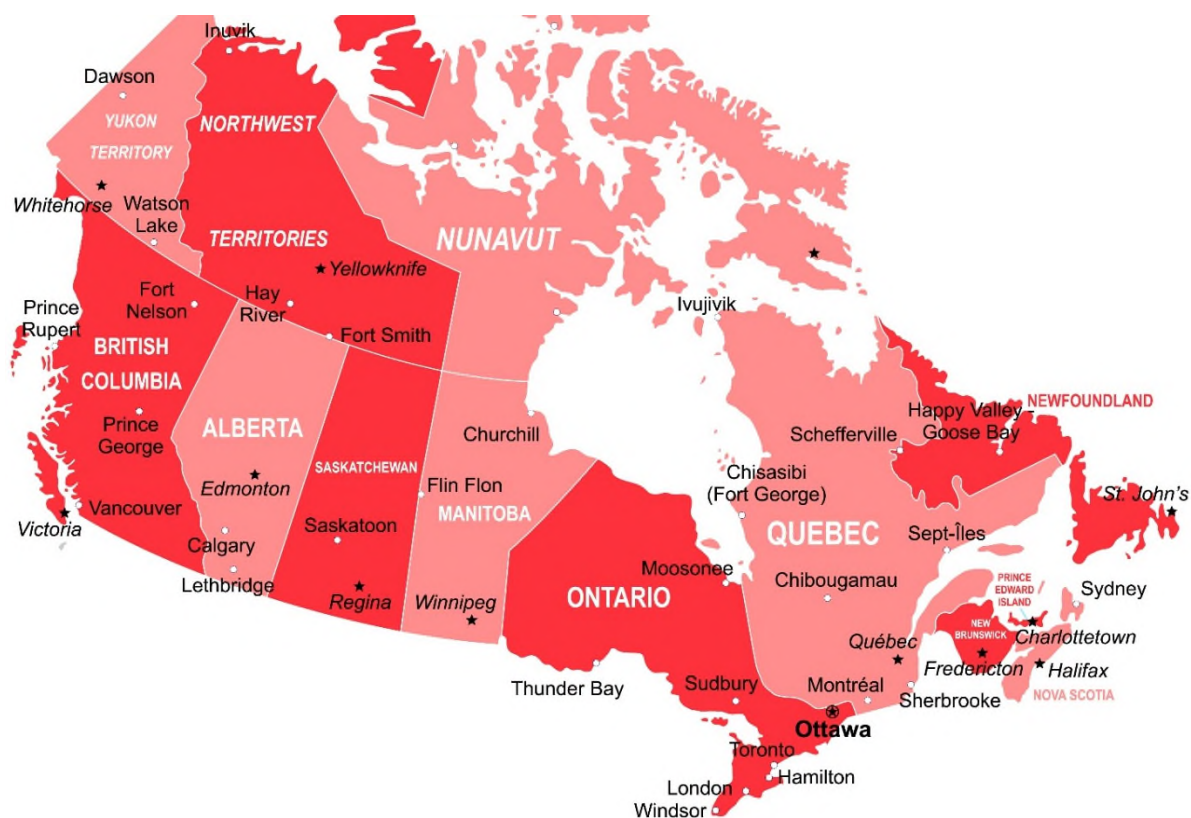 Inuvik
Dawson
YUKON
TERRITORY
NORTHWEST
Whitehorse
Watson
Lake
TERRITORIES
NUNAVUT
Yellowknife
Fort
Nelson
Hay
River
Ivujivik
Prince
Rupert
Fort Smith
BRITISH
COLUMBIA
Prince
George
ALBERTA
Churchill
Schefferville
Happy Valley -
Goose Bay
NEWFOUNDLAND
SASKATCHEWAN
Edmonton
Flin Flon
MANITOBA
Chisasibi
(Fort George)
St. John's
Victoria
Vancouver
Calgary
Lethbridge
Saskatoon
Regina
Winnipeg
ONTARIO
Moosonee
QUEBEC
Sept-Îles
Chibougamau
PRINCE
EDWARD
ISLAND
Sydney
NEW
BRUNSWICK
Charlottetown
Québec
Fredericton
Halifax
Thunder Bay
Sudbury
Montréal
Sherbrooke
NOVA SCOTIA
Ottawa
Toronto
Hamilton
London
Windsor